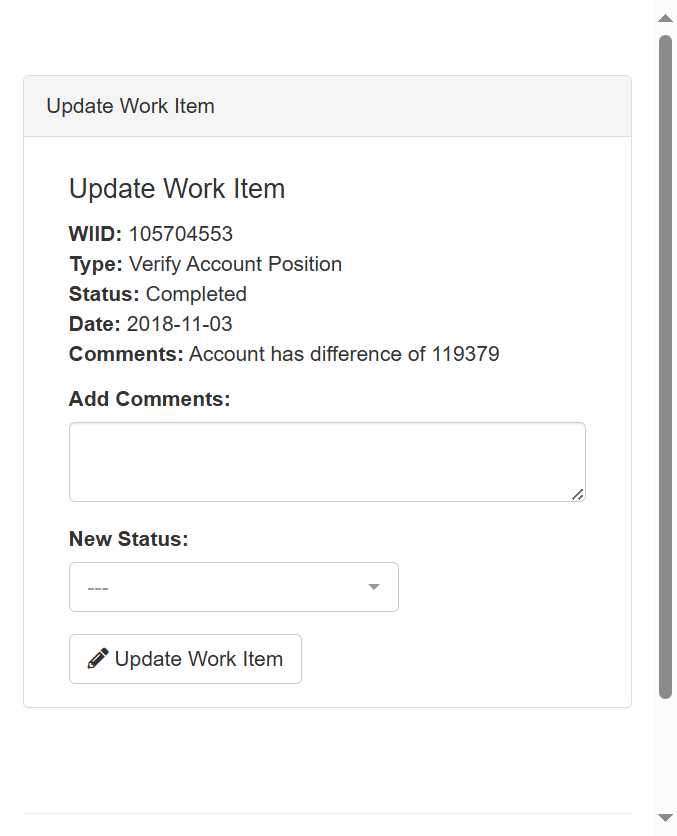 Update Work Item
Update Work Item
WIID: 105704553
Type: Verify Account Position
Status: Completed
Date: 2018-11-03
Comments: Account has difference of 119379
Add Comments:
New Status:
---
Update Work Item